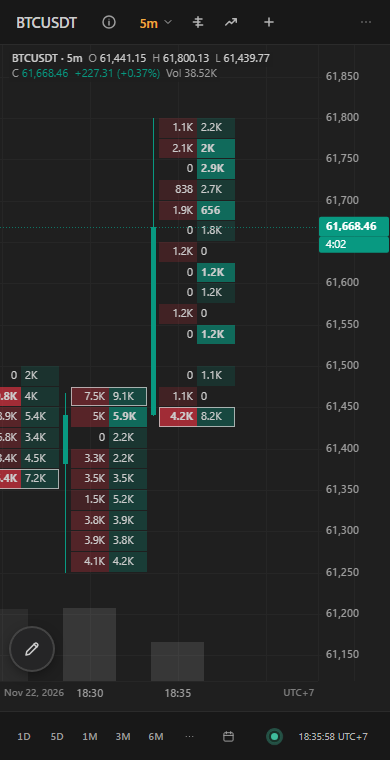 BTCUSDT 5m
BTCUSDT · 5m O 61,441.15 H 61,800.13 L 61,439.77
C 61,668.46 +227.31 (+0.37%) Vol 38.52K
61,850
61,800
1.1K 2.2K
2.1K 2K
0 2.9K 61,750
838 2.7K
1.9K 656 61,700
0 1.8K 61,668.46
1.2K 0 4:02
0 1.2K 61,600
0 1.2K
1.2K 0 61,550
0 1.2K
61,500
0 2K 0 1.1K
.8K 4K 7.5K 9.1K 1.1K 0
8.9K 5.4K 5K 5.9K 4.2K 8.2K 61,450
5.8K 3.4K 0 2.2K 61,400
3.4K 4.5K 3.3K 2.2K
.4K 7.2K 3.5K 3.5K 61,350
1.5K 5.2K
3.8K 3.9K 61,300
3.9K 3.8K
4.1K 4.2K 61,250
61,200
61,150
Nov 22, 2026 18:30 18:35 UTC+7
1D 5D 1M 3M 6M 18:35:58 UTC+7